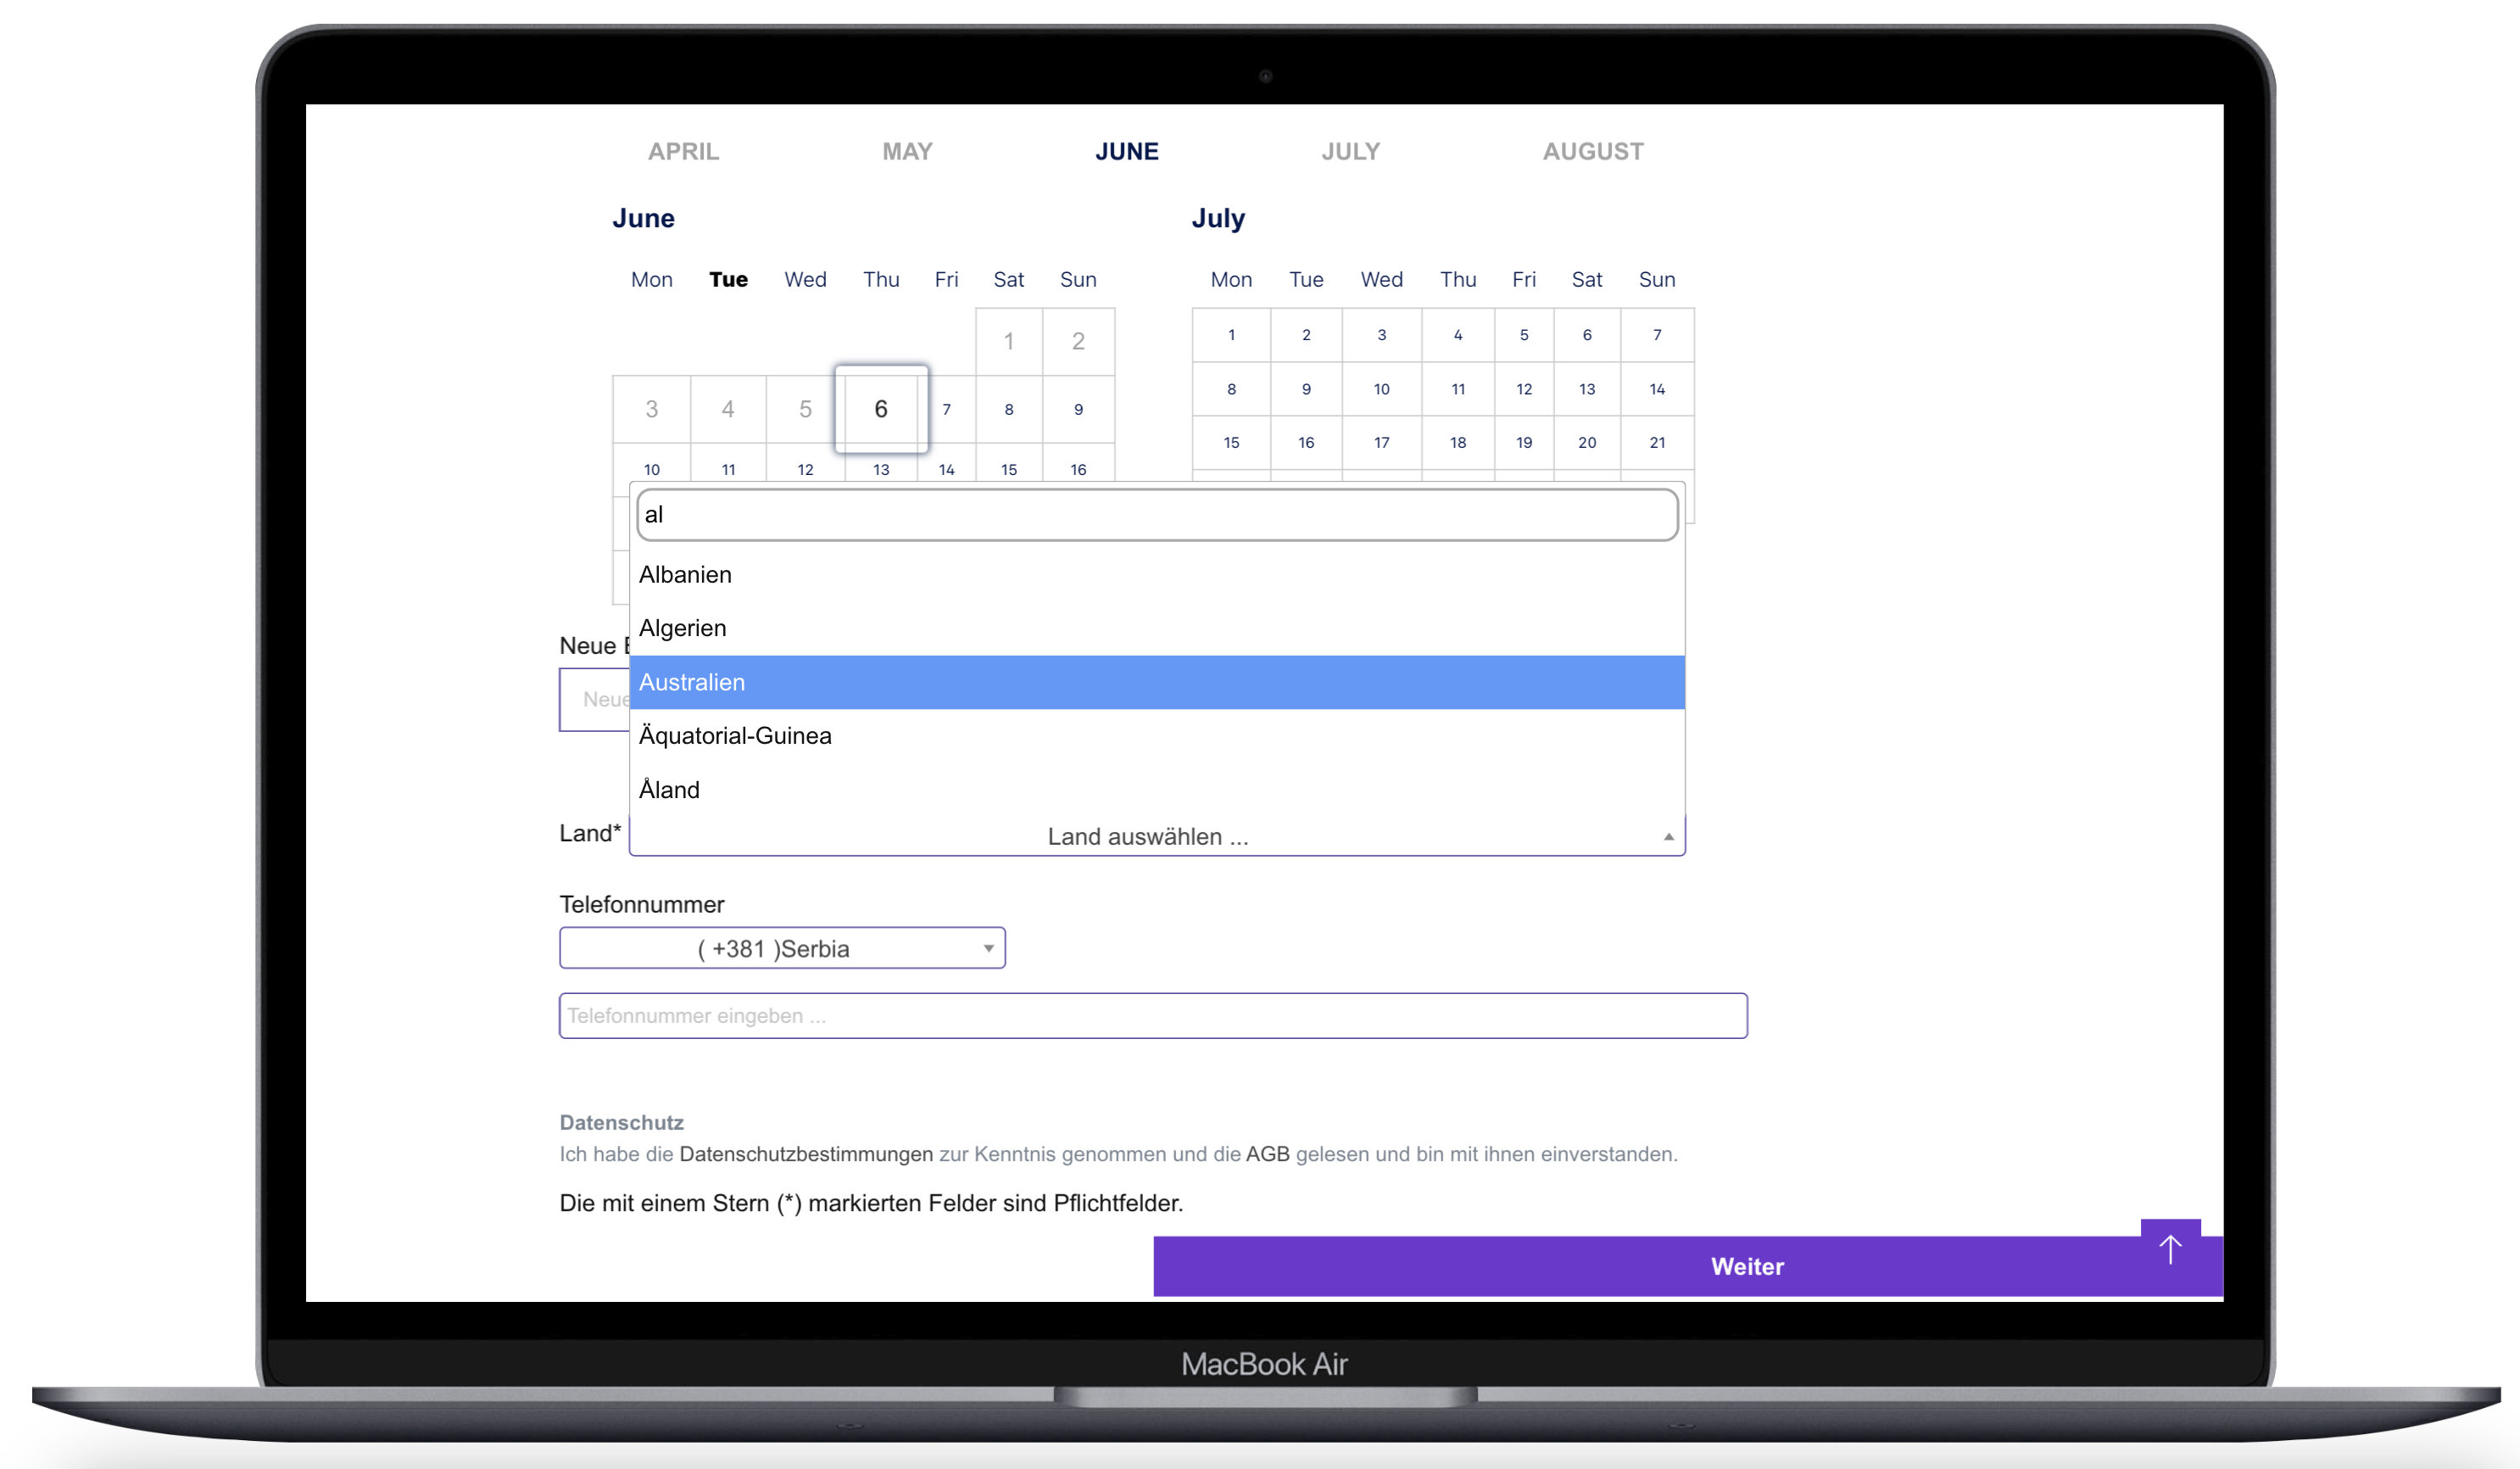 APRIL MAY JUNE JULY AUGUST
June July
Mon Tue Wed Thu Fri Sat Sun Mon Tue Wed Thu Fri Sat Sun
1 2 1 2 3 4 5 6 7
3 4 5 6 7 8 9 8 9 10 11 12 13 14
10 11 12 13 14 15 16 15 16 17 18 19 20 21
al
Albanien
Algerien
Australien
Äquatorial-Guinea
Åland
Neue
Neue
Land* Land auswählen ...
Telefonnummer
( +381 )Serbia
Telefonnummer eingeben ...
Datenschutz
Ich habe die Datenschutzbestimmungen zur Kenntnis genommen und die AGB gelesen und bin mit ihnen einverstanden.
Die mit einem Stern (*) markierten Felder sind Pflichtfelder.
Weiter
MacBook Air